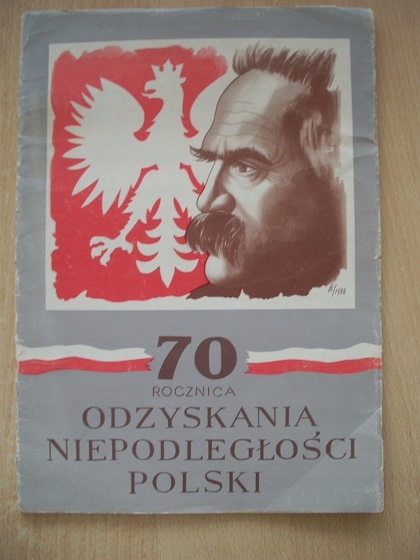 70
ROCZNICA
ODZYSKANIA
NIEPODLEGŁOŚCI
POLSKI